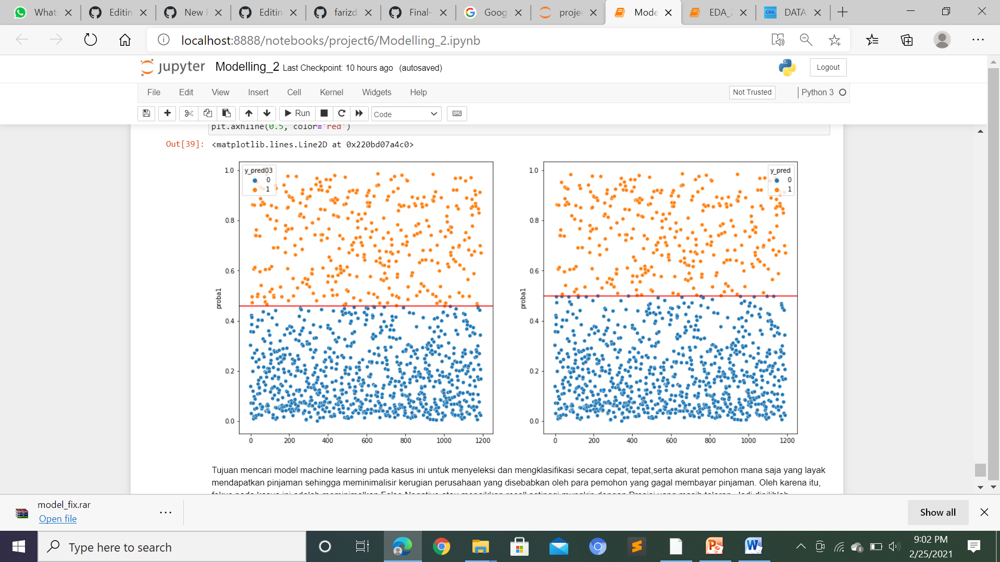 What
Editin
New
Editin
farizd
Final-
Goog
projec
Mode
EDA_
CRA
DATA
localhost:8888/notebooks/project6/Modelling_2.ipynb
jupyter Modelling_2 Last Checkpoint: 10 hours ago (autosaved)
Logout
File Edit View Insert Cell Kernel Widgets Help
Not Trusted
Python 3
Run
Code
plt.axhline(0.5, color='red')
Out[39]: <matplotlib.lines.Line2D at 0x220bd07a4c0>
y_pred03
0
1
1.0
0.8
0.6
0.4
0.2
0.0
proba1
0 200 400 600 800 1000 1200
y_pred
0
1
1.0
0.8
0.6
0.4
0.2
0.0
proba1
0 200 400 600 800 1000 1200
Tujuan mencari model machine learning pada kasus ini untuk menyeleksi dan mengklasifikasi secara cepat, tepat,serta akurat pemohon mana saja yang layak
mendapatkan pinjaman sehingga meminimalisir kerugian perusahaan yang disebabkan oleh para pemohon yang gagal membayar pinjaman. Oleh karena itu,
model_fix.rar
Open file
Show all
Type here to search
9:02 PM
2/25/2021